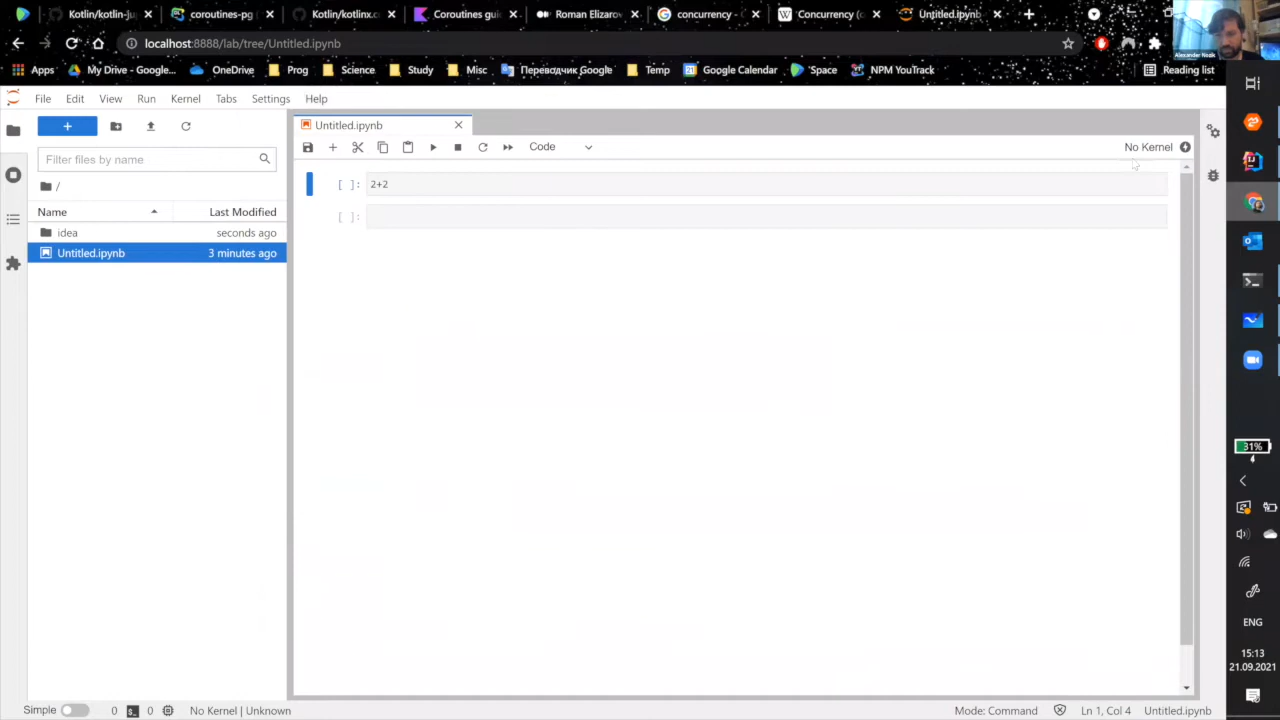 Kotlin/kotlin-ju
coroutines-pg
Kotlin/kotlinx.c
Coroutines guid
Roman Elizarov
concurrency -
Concurrency (c
Untitled.ipynb
localhost:8888/lab/tree/Untitled.ipynb
Alexander Nozik
Apps
My Drive - Google...
OneDrive
Prog
Science
Study
Misc
Переводчик Google
Temp
31
Google Calendar
Space
NPM YouTrack
Reading list
File
Edit
View
Run
Kernel
Tabs
Settings
Help
Untitled.ipynb
Filter files by name
Code
No Kernel
/
[ ]: 2+2
[ ]:
Name
Last Modified
idea
seconds ago
Untitled.ipynb
3 minutes ago
31%
ENG
15:13
21.09.2021
Simple
0
0
No Kernel | Unknown
Mode: Command
Ln 1, Col 4
Untitled.ipynb